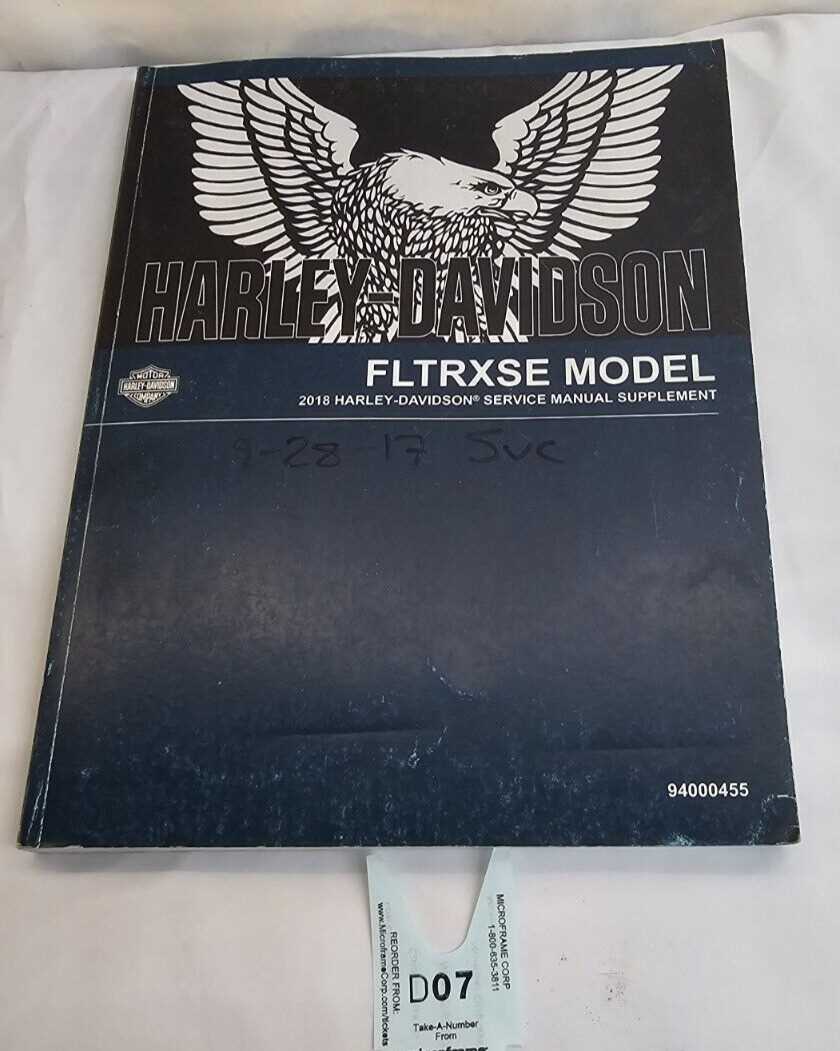 HARLEY-DAVIDSON
FLTRXSE MODEL
MOTOR
HARLEY-DAVIDSON
COMPANY
2018 HARLEY-DAVIDSON® SERVICE MANUAL SUPPLEMENT
9-28-17 Svc
94000455
MICROFRAME CORP
1-800-635-3811
REORDER FROM:
www.MicroframeCorp.com/tickets
D07
Take-A-Number
From